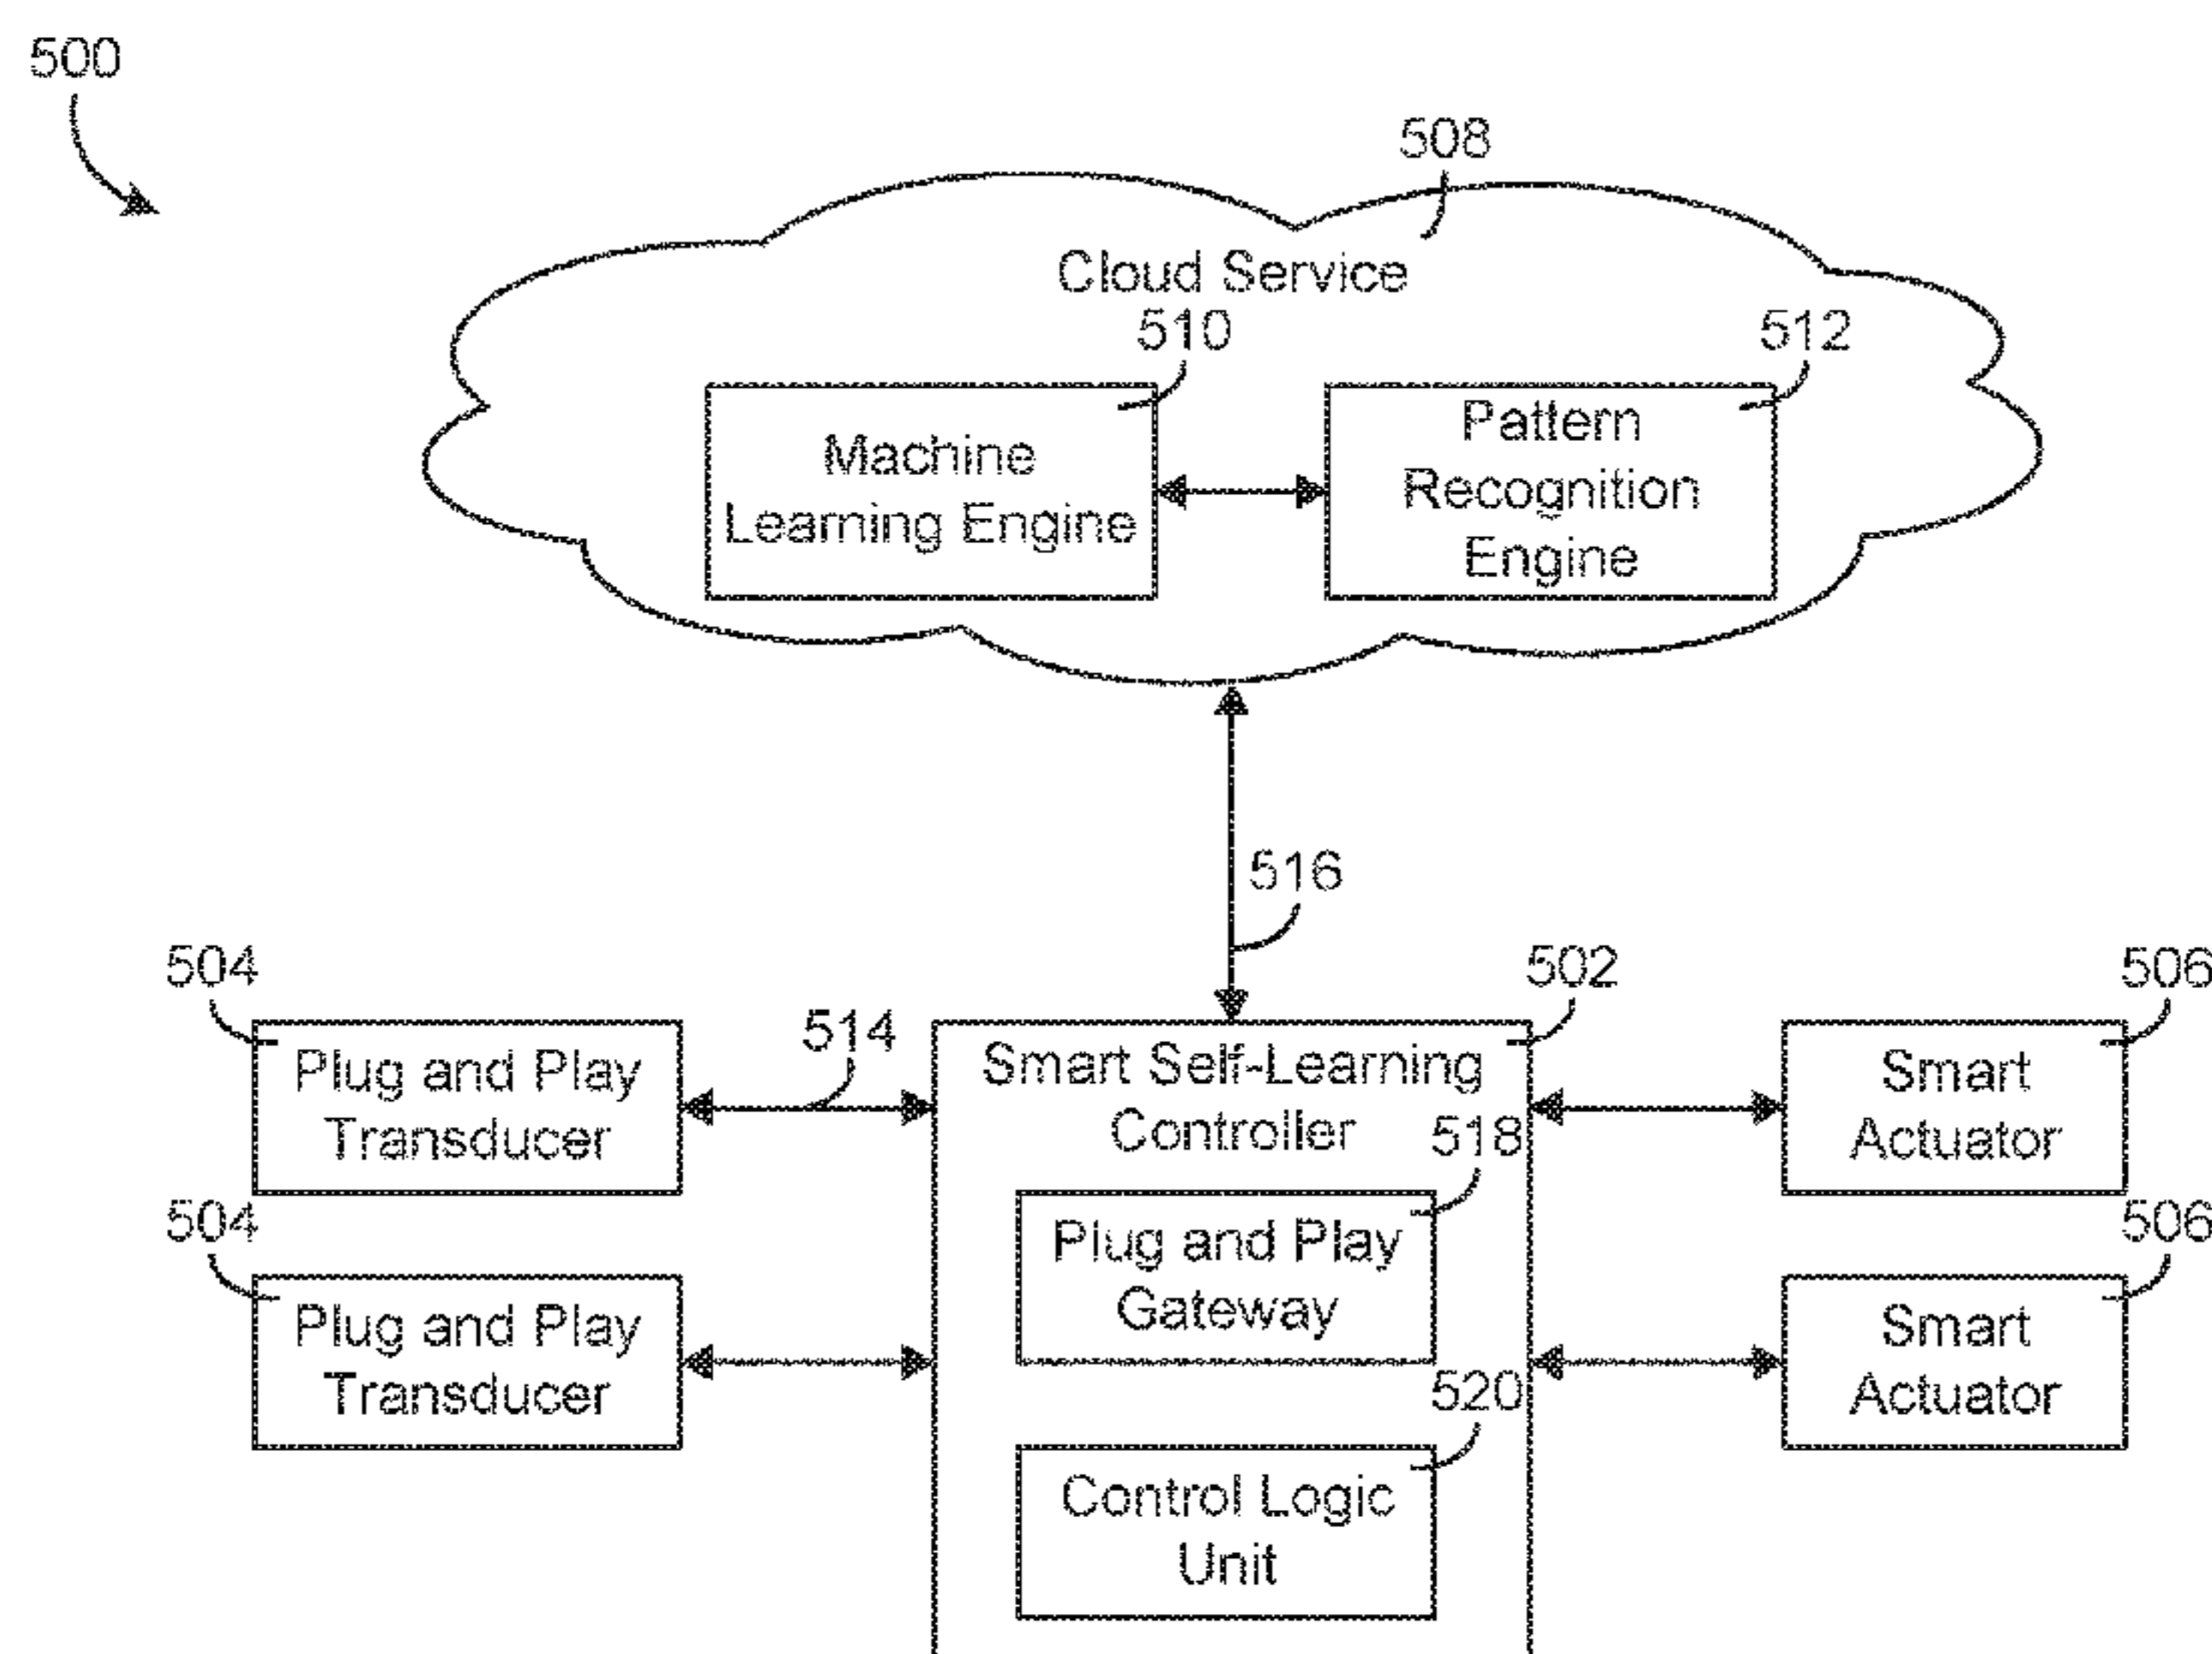 500
508
Cloud Service
510
512
Machine
Learning Engine
Pattern
Recognition
Engine
516
504
514
502
506
Plug and Play
Transducer
Smart Self-Learning
Controller
Smart
Actuator
518
504
506
Plug and Play
Gateway
Plug and Play
Transducer
Smart
Actuator
520
Control Logic
Unit